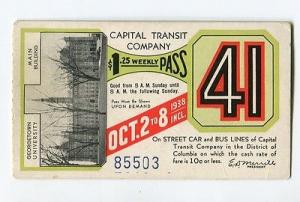 CAPITAL TRANSIT
COMPANY
$1.25 WEEKLY PASS
Good from 5 A.M. Sunday until
5 A.M. the following Sunday.
Pass Must Be Shown
UPON DEMAND
OCT. 2 TO 8 1938
INCL.
41
MAIN
BUILDING
GEORGETOWN
UNIVERSITY
85503
On STREET CAR and BUS LINES of Capital
Transit Company in the District of
Columbia on which the cash rate of
fare is 10¢ or less.
E.D. Merrill
PRESIDENT